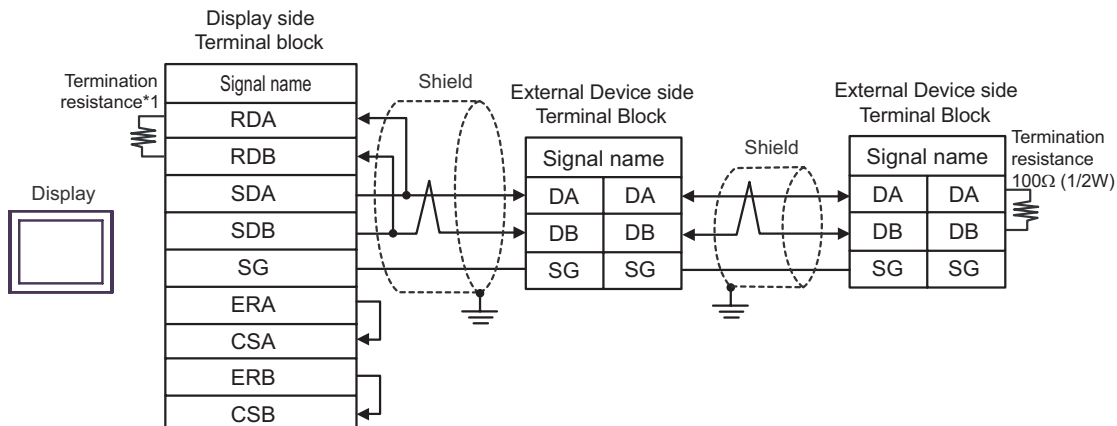 Display side
Terminal block
Termination
resistance*1
Signal name
RDA
RDB
SDA
SDB
SG
ERA
CSA
ERB
CSB
Display
Shield
External Device side
Terminal Block
Signal name
DA DA
DB DB
SG SG
Shield
External Device side
Terminal Block
Signal name
DA DA
DB DB
SG SG
Termination
resistance
100Ω (1/2W)